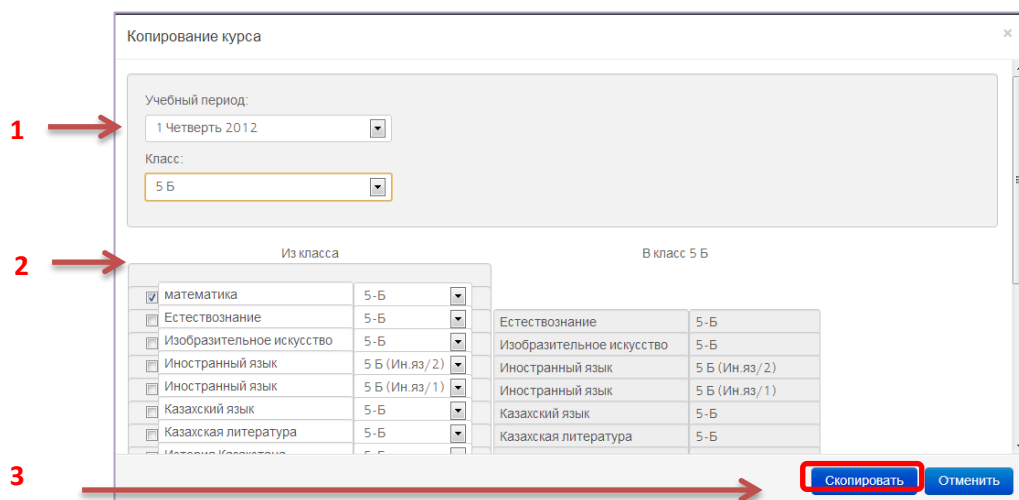 Копирование курса
×
Учебный период:
1 1 Четверть 2012
Класс:
5 Б
2 Из класса В класс 5 Б
математика 5-Б
Естествознание 5-Б Естествознание 5-Б
Изобразительное искусство 5-Б Изобразительное искусство 5-Б
Иностранный язык 5 Б (Ин.яз/2) Иностранный язык 5 Б (Ин.яз/2)
Иностранный язык 5 Б (Ин.яз/1) Иностранный язык 5 Б (Ин.яз/1)
Казахский язык 5-Б Казахский язык 5-Б
Казахская литература 5-Б Казахская литература 5-Б
История Казахстана 5-Б
3 Скопировать Отменить